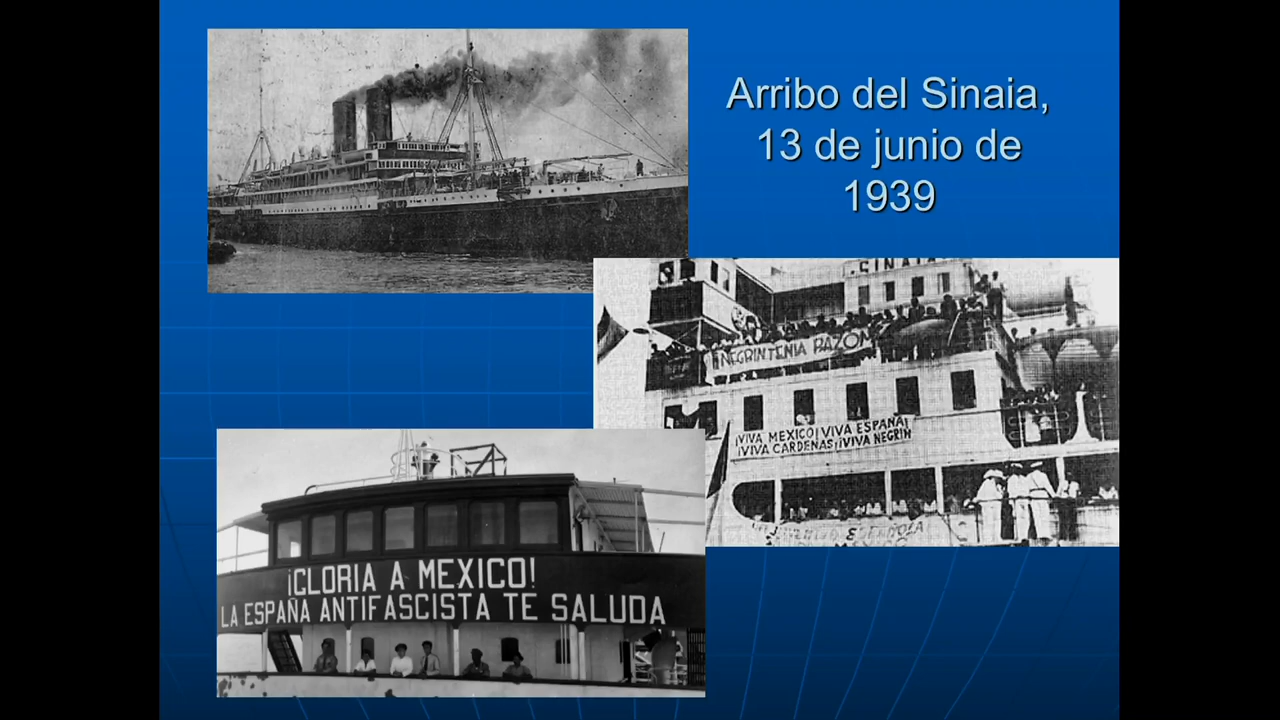 Arribo del Sinaia,
13 de junio de
1939
SINAIA
NEGRIN TENIA RAZON
¡VIVA MEXICO! VIVA ESPAÑA!
¡VIVA CARDENAS! ¡VIVA NEGRIN
¡GLORIA A MEXICO!
LA ESPAÑA ANTIFASCISTA TE SALUDA